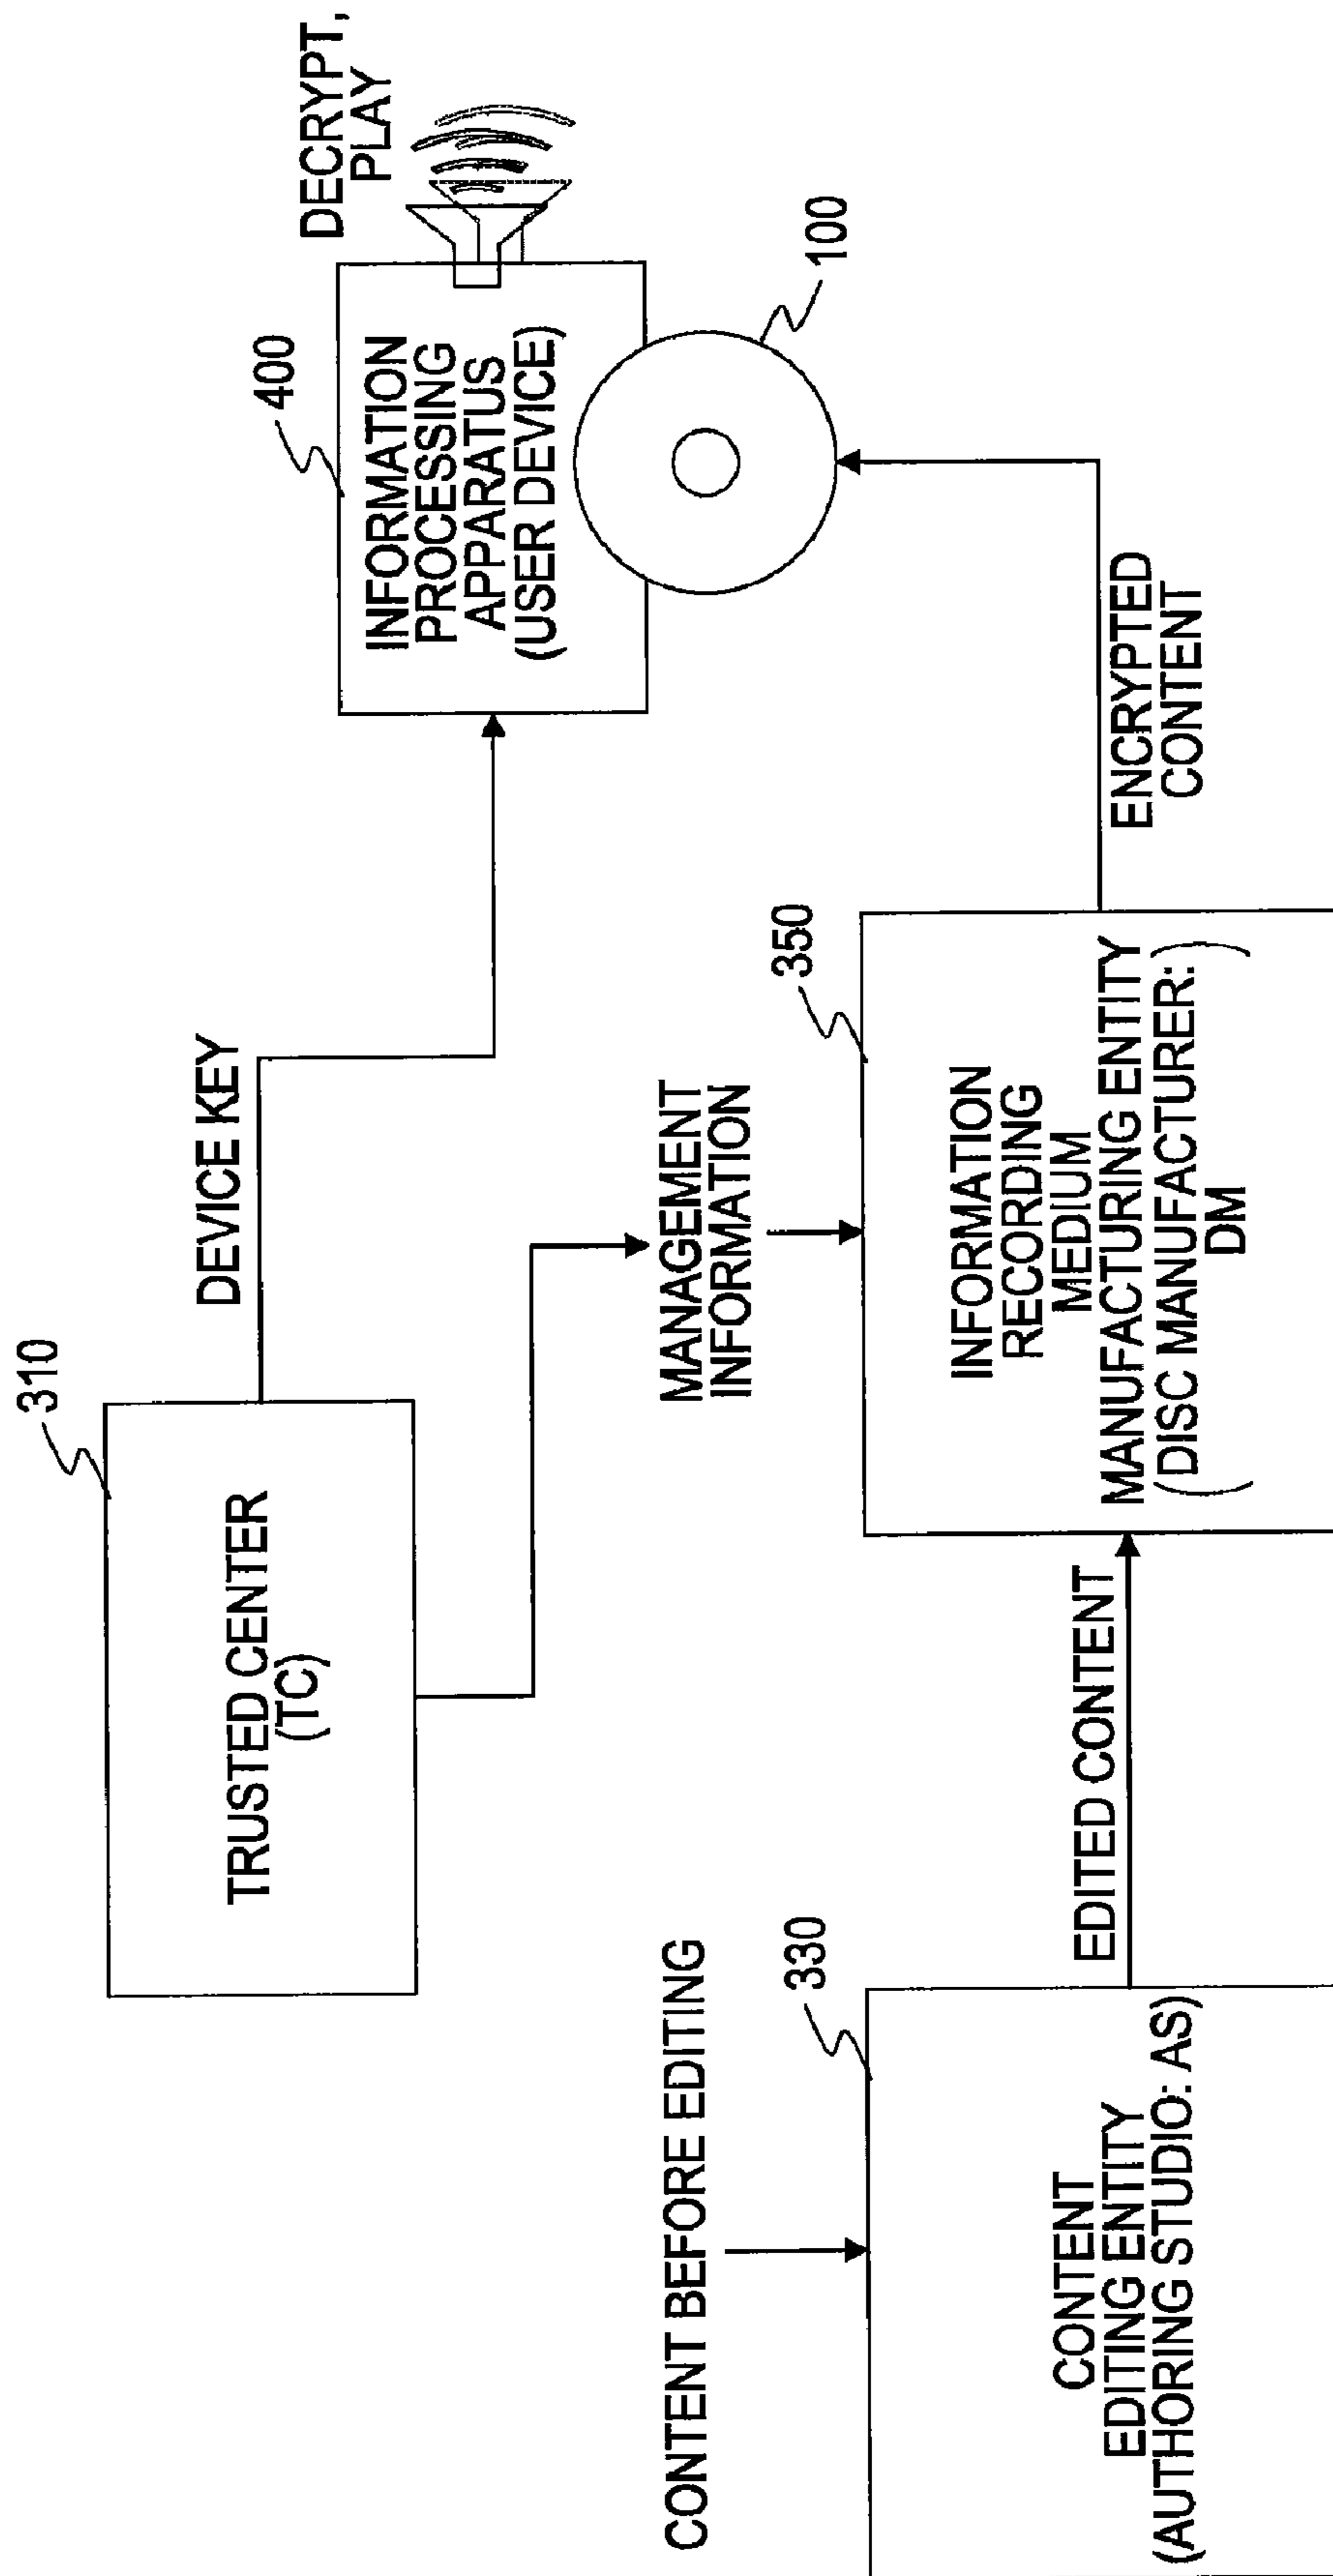 310
TRUSTED CENTER
(TC)
DEVICE KEY
400
INFORMATION
PROCESSING
APPARATUS
(USER DEVICE)
DECRYPT,
PLAY
100
CONTENT BEFORE EDITING
MANAGEMENT
INFORMATION
330
CONTENT
EDITING ENTITY
(AUTHORING STUDIO: AS)
EDITED CONTENT
350
INFORMATION
RECORDING
MEDIUM
MANUFACTURING ENTITY
(DISC MANUFACTURER:
DM)
ENCRYPTED
CONTENT